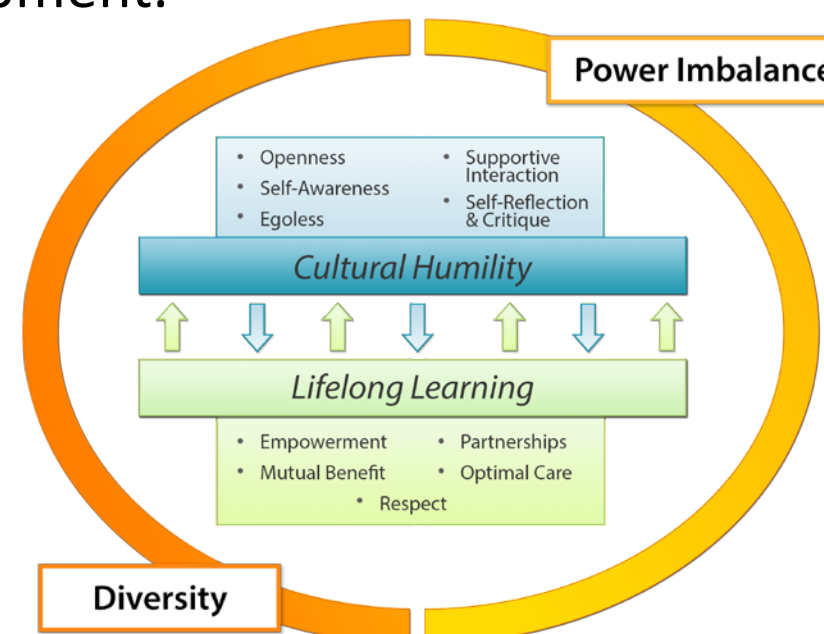 Power Imbalance
• Openness
• Self-Awareness
• Egoless
• Supportive
Interaction
• Self-Reflection
& Critique
Cultural Humility
Lifelong Learning
• Empowerment
• Mutual Benefit
• Partnerships
• Optimal Care
• Respect
Diversity